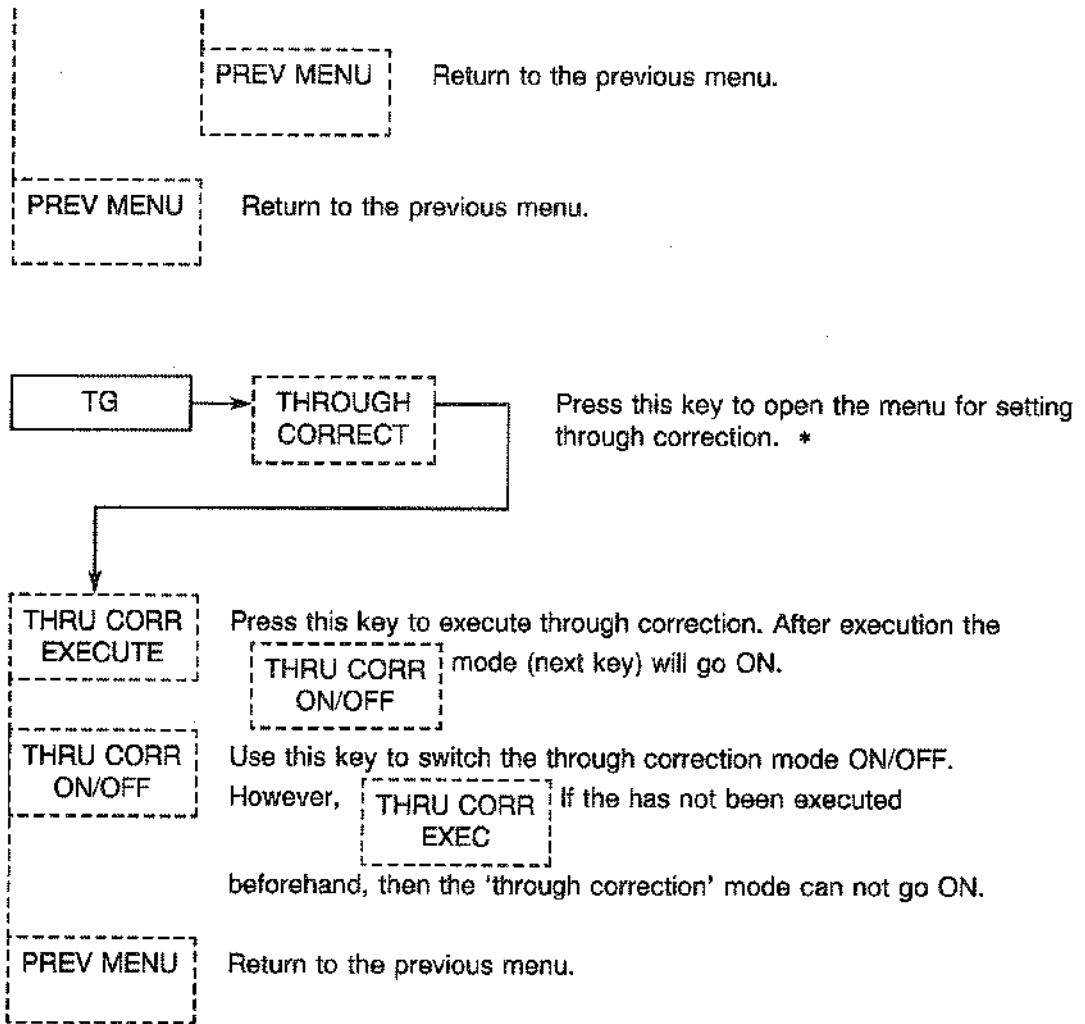 PREV MENU Return to the previous menu.
PREV MENU Return to the previous menu.
TG THROUGH CORRECT Press this key to open the menu for setting
through correction. *
THRU CORR EXECUTE Press this key to execute through correction. After execution the
THRU CORR ON/OFF mode (next key) will go ON.
THRU CORR ON/OFF Use this key to switch the through correction mode ON/OFF.
However, THRU CORR EXEC If the has not been executed
beforehand, then the 'through correction' mode can not go ON.
PREV MENU Return to the previous menu.